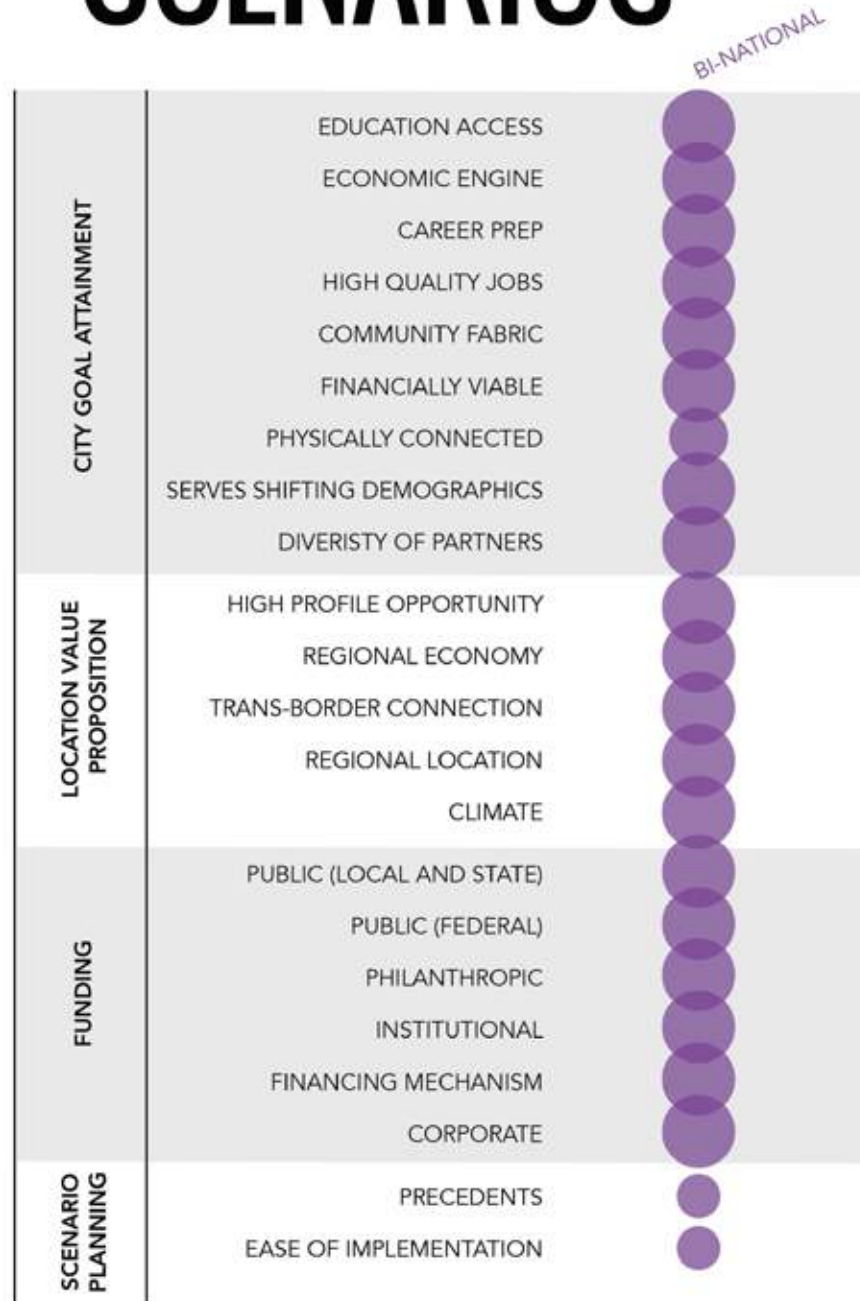 SCENARIOS
BI-NATIONAL
CITY GOAL ATTAINMENT
EDUCATION ACCESS
ECONOMIC ENGINE
CAREER PREP
HIGH QUALITY JOBS
COMMUNITY FABRIC
FINANCIALLY VIABLE
PHYSICALLY CONNECTED
SERVES SHIFTING DEMOGRAPHICS
DIVERISTY OF PARTNERS
LOCATION VALUE
PROPOSITION
HIGH PROFILE OPPORTUNITY
REGIONAL ECONOMY
TRANS-BORDER CONNECTION
REGIONAL LOCATION
CLIMATE
FUNDING
PUBLIC (LOCAL AND STATE)
PUBLIC (FEDERAL)
PHILANTHROPIC
INSTITUTIONAL
FINANCING MECHANISM
CORPORATE
SCENARIO
PLANNING
PRECEDENTS
EASE OF IMPLEMENTATION